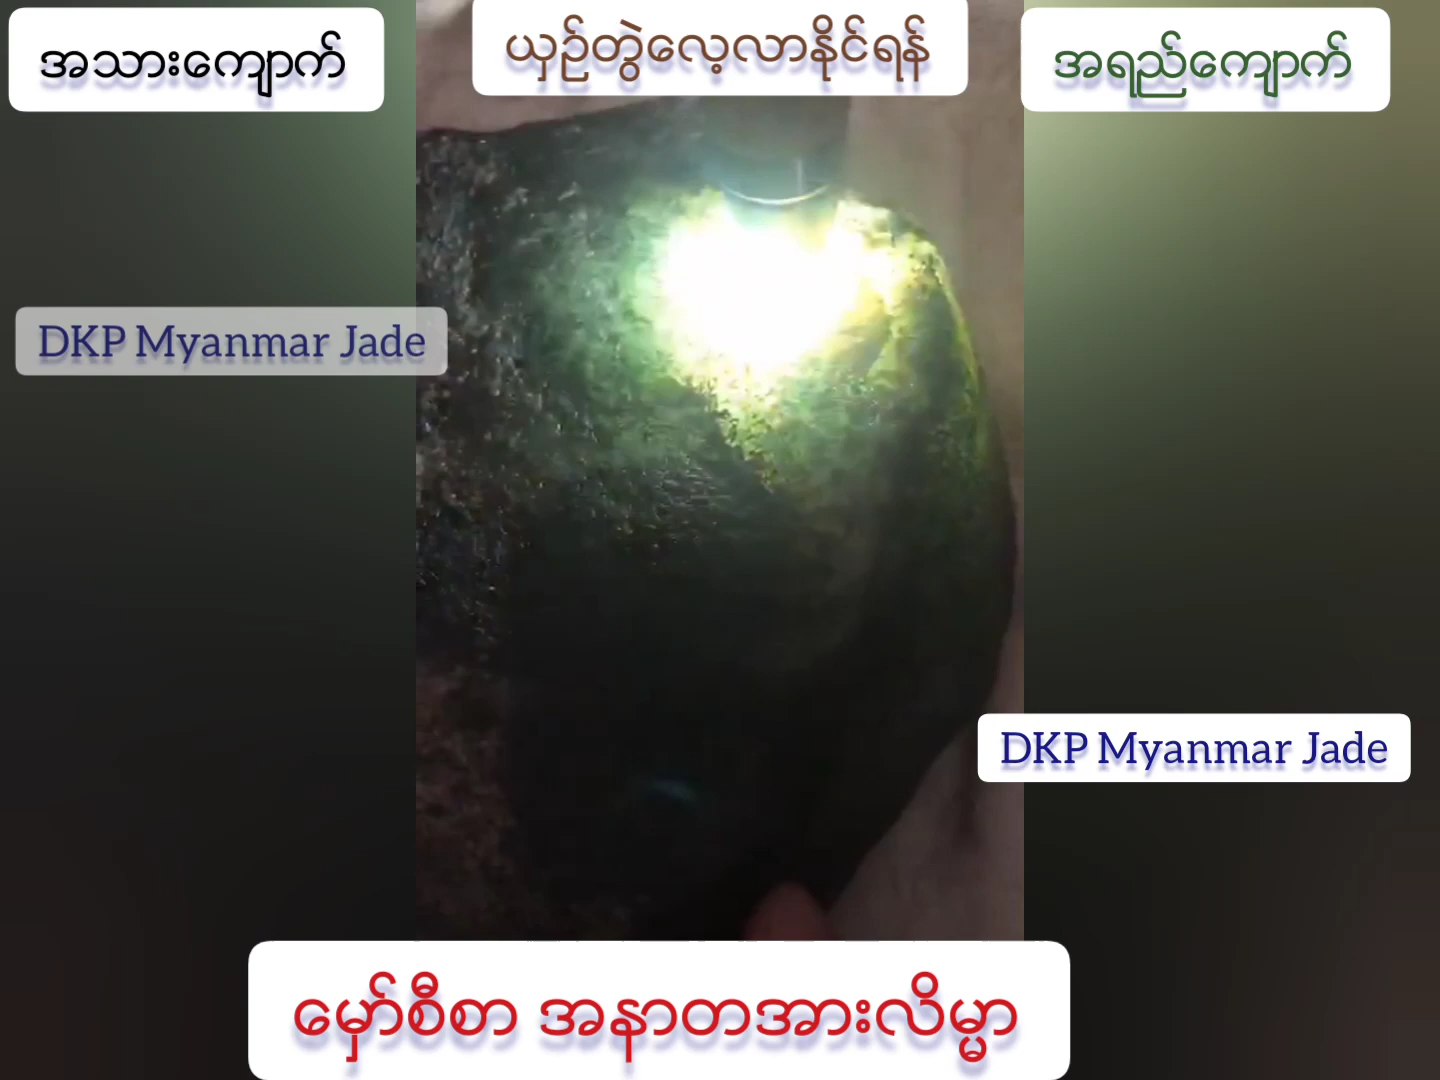 အသားကျောက်
ယှဉ်တွဲလေ့လာနိုင်ရန်
အရည်ကျောက်
DKP Myanmar Jade
DKP Myanmar Jade
မှော်စီစာ အနာတအားလိမ္မာ